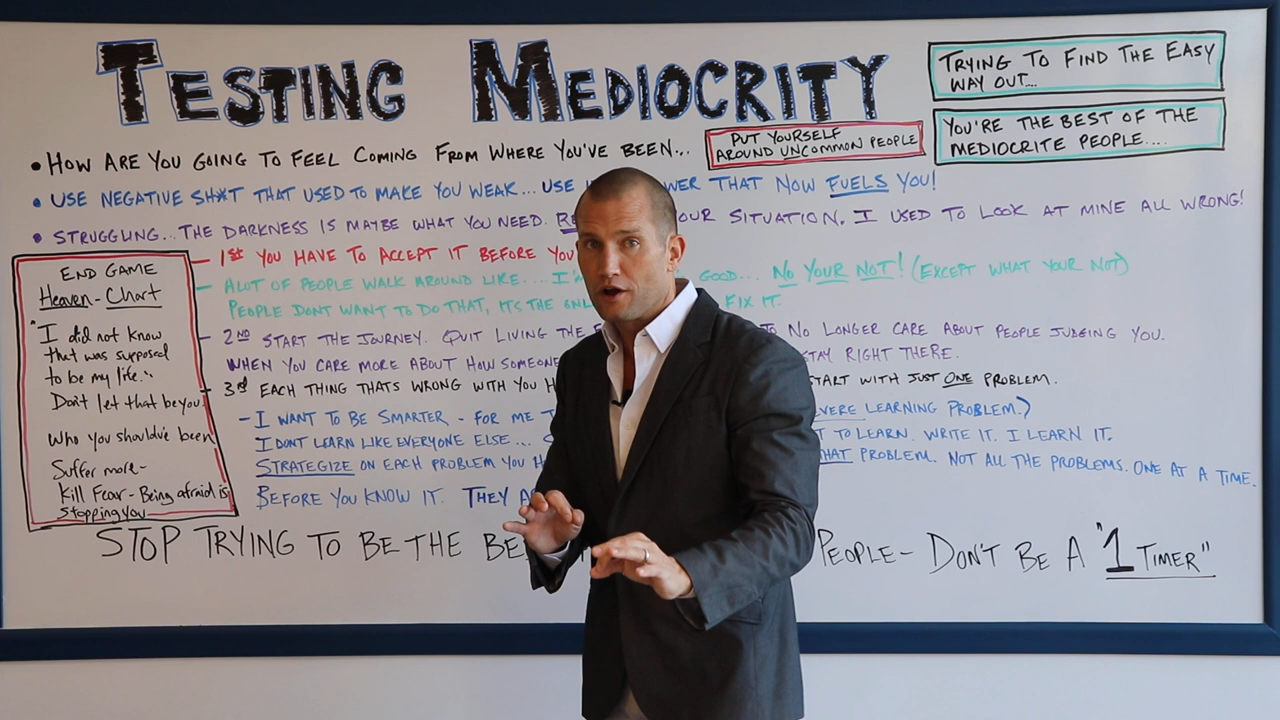 TESTING MEDIOCRITY
TRYING TO FIND THE EASY
WAY OUT...
YOU'RE THE BEST OF THE
MEDIOCRITE PEOPLE....
PUT YOURSELF
AROUND UNCOMMON PEOPLE
• HOW ARE YOU GOING TO FEEL COMING FROM WHERE YOU'VE BEEN...
• USE NEGATIVE SH*T THAT USED TO MAKE YOU WEAK... USE THAT NOW FUELS YOU!
• STRUGGLING... THE DARKNESS IS MAYBE WHAT YOU NEED. SITUATION. I USED TO LOOK AT MINE ALL WRONG!
END GAME
Heaven - Chart
"I did not know
that was supposed
to be my life."
Don't let that be you.
Who you should've been
Suffer more -
Kill Fear - Being afraid is
stopping you
- 1st YOU HAVE TO ACCEPT IT BEFORE
- ALOT OF PEOPLE WALK AROUND LIKE.... GOOD... NO YOUR NOT! (EXCEPT WHAT YOUR NOT)
PEOPLE DONT WANT TO DO THAT, ITS THE FIX IT.
- 2ND START THE JOURNEY. QUIT LIVING THE TO NO LONGER CARE ABOUT PEOPLE JUDGING YOU.
WHEN YOU CARE MORE ABOUT HOW STAY RIGHT THERE.
- 3rd EACH THING THATS WRONG WITH YOU START WITH JUST ONE PROBLEM.
- I WANT TO BE SMARTER - FOR ME LEARNING PROBLEM.)
I DONT LEARN LIKE EVERYONE ELSE... TO LEARN. WRITE IT. I LEARN IT.
STRATEGIZE ON EACH PROBLEM YOU PROBLEM. NOT ALL THE PROBLEMS. ONE AT A TIME.
BEFORE YOU KNOW IT. THEY
STOP TRYING TO BE THE PEOPLE - DON'T BE A "1 TIMER"